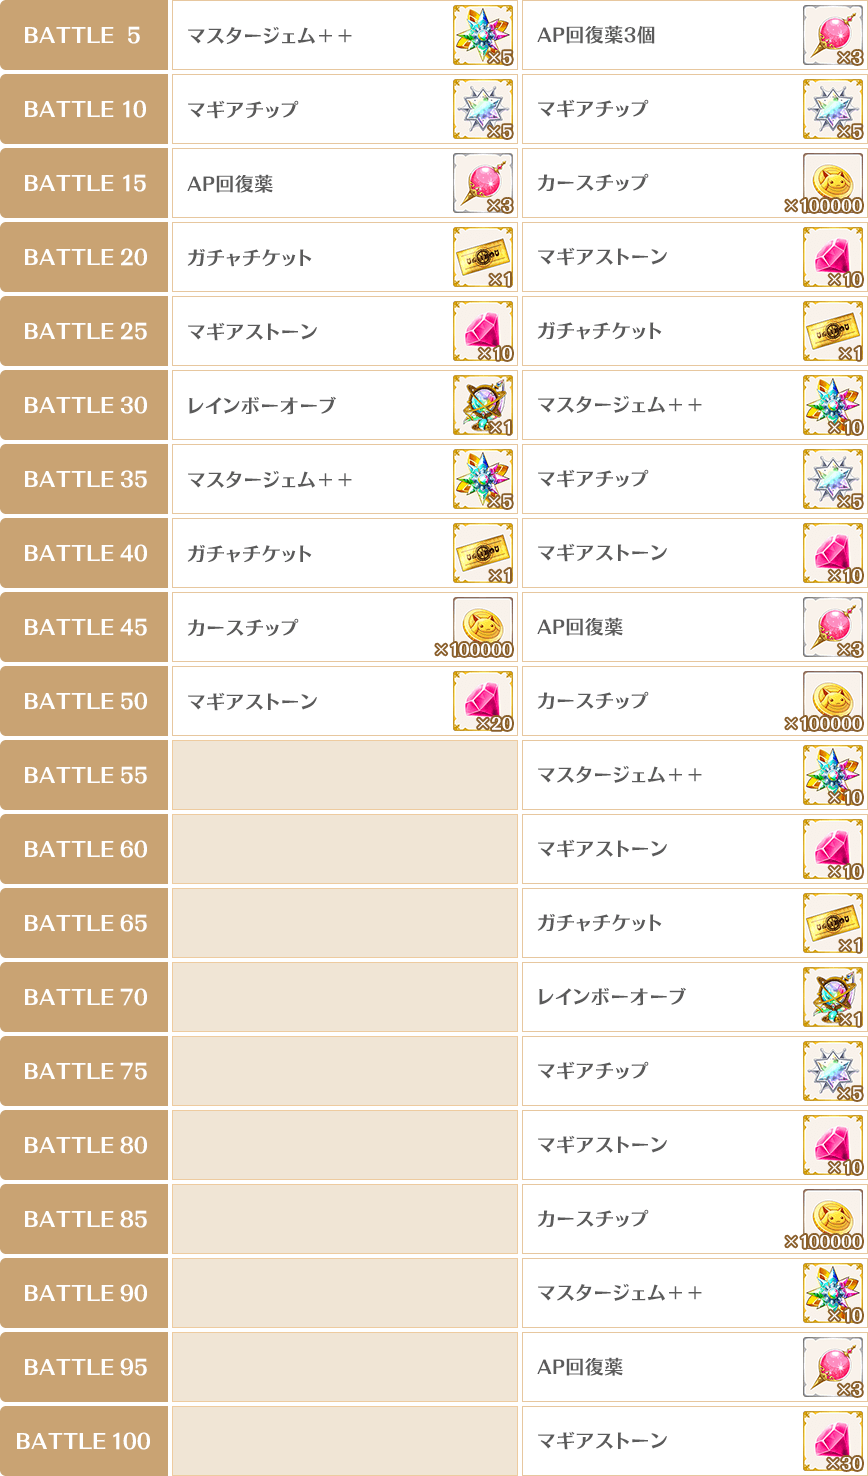 BATTLE 5 マスタージェム＋＋ ×5 AP回復薬3個 ×3
BATTLE 10 マギアチップ ×5 マギアチップ ×5
BATTLE 15 AP回復薬 ×3 カースチップ ×100000
BATTLE 20 ガチャチケット ×1 マギアストーン ×10
BATTLE 25 マギアストーン ×10 ガチャチケット ×1
BATTLE 30 レインボーオーブ ×1 マスタージェム＋＋ ×10
BATTLE 35 マスタージェム＋＋ ×5 マギアチップ ×5
BATTLE 40 ガチャチケット ×1 マギアストーン ×10
BATTLE 45 カースチップ ×100000 AP回復薬 ×3
BATTLE 50 マギアストーン ×20 カースチップ ×100000
BATTLE 55 マスタージェム＋＋ ×10
BATTLE 60 マギアストーン ×10
BATTLE 65 ガチャチケット ×1
BATTLE 70 レインボーオーブ ×1
BATTLE 75 マギアチップ ×5
BATTLE 80 マギアストーン ×10
BATTLE 85 カースチップ ×100000
BATTLE 90 マスタージェム＋＋ ×10
BATTLE 95 AP回復薬 ×3
BATTLE 100 マギアストーン ×30